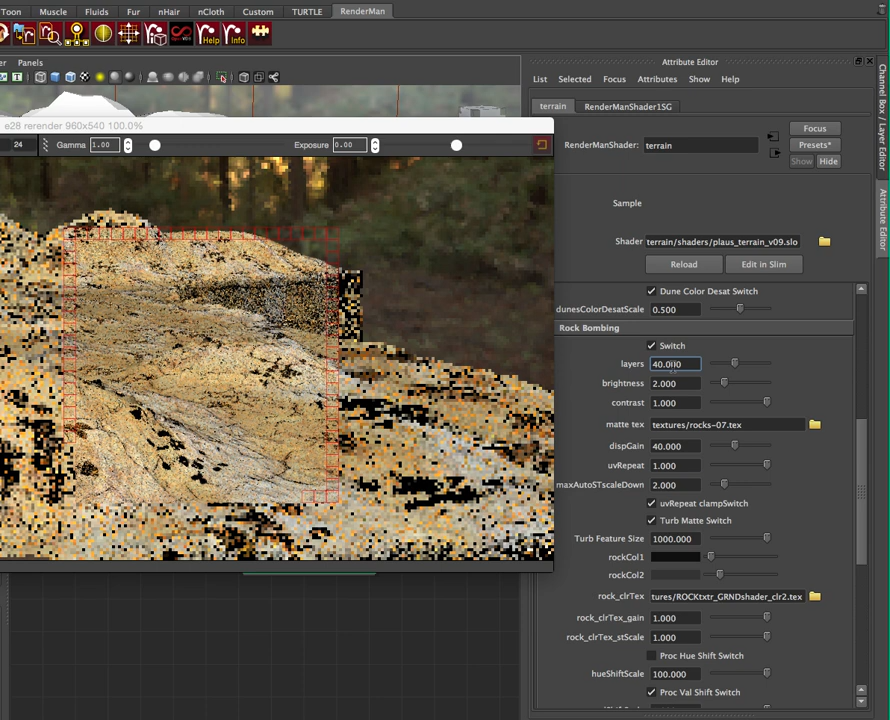 Toon Muscle Fluids Fur nHair nCloth Custom TURTLE RenderMan
Help Info
Panels
e28 rerender 960x540 100.0%
24 Gamma 1.00 Exposure 0.00
Attribute Editor
List Selected Focus Attributes Show Help
terrain RenderManShader1SG
RenderManShader: terrain
Focus
Presets*
Show Hide
Sample
Shader terrain/shaders/plaus_terrain_v09.slo
Reload Edit in Slim
Dune Color Desat Switch
dunesColorDesatScale 0.500
Rock Bombing
Switch
layers 40.000
brightness 2.000
contrast 1.000
matte tex textures/rocks-07.tex
dispGain 40.000
uvRepeat 1.000
maxAutoSTscaleDown 2.000
uvRepeat clampSwitch
Turb Matte Switch
Turb Feature Size 1000.000
rockCol1
rockCol2
rock_clrTex tures/ROCKtxtr_GRNDshader_clr2.tex
rock_clrTex_gain 1.000
rock_clrTex_stScale 1.000
Proc Hue Shift Switch
hueShiftScale 100.000
Proc Val Shift Switch
Channel Box / Layer Editor
Attribute Editor